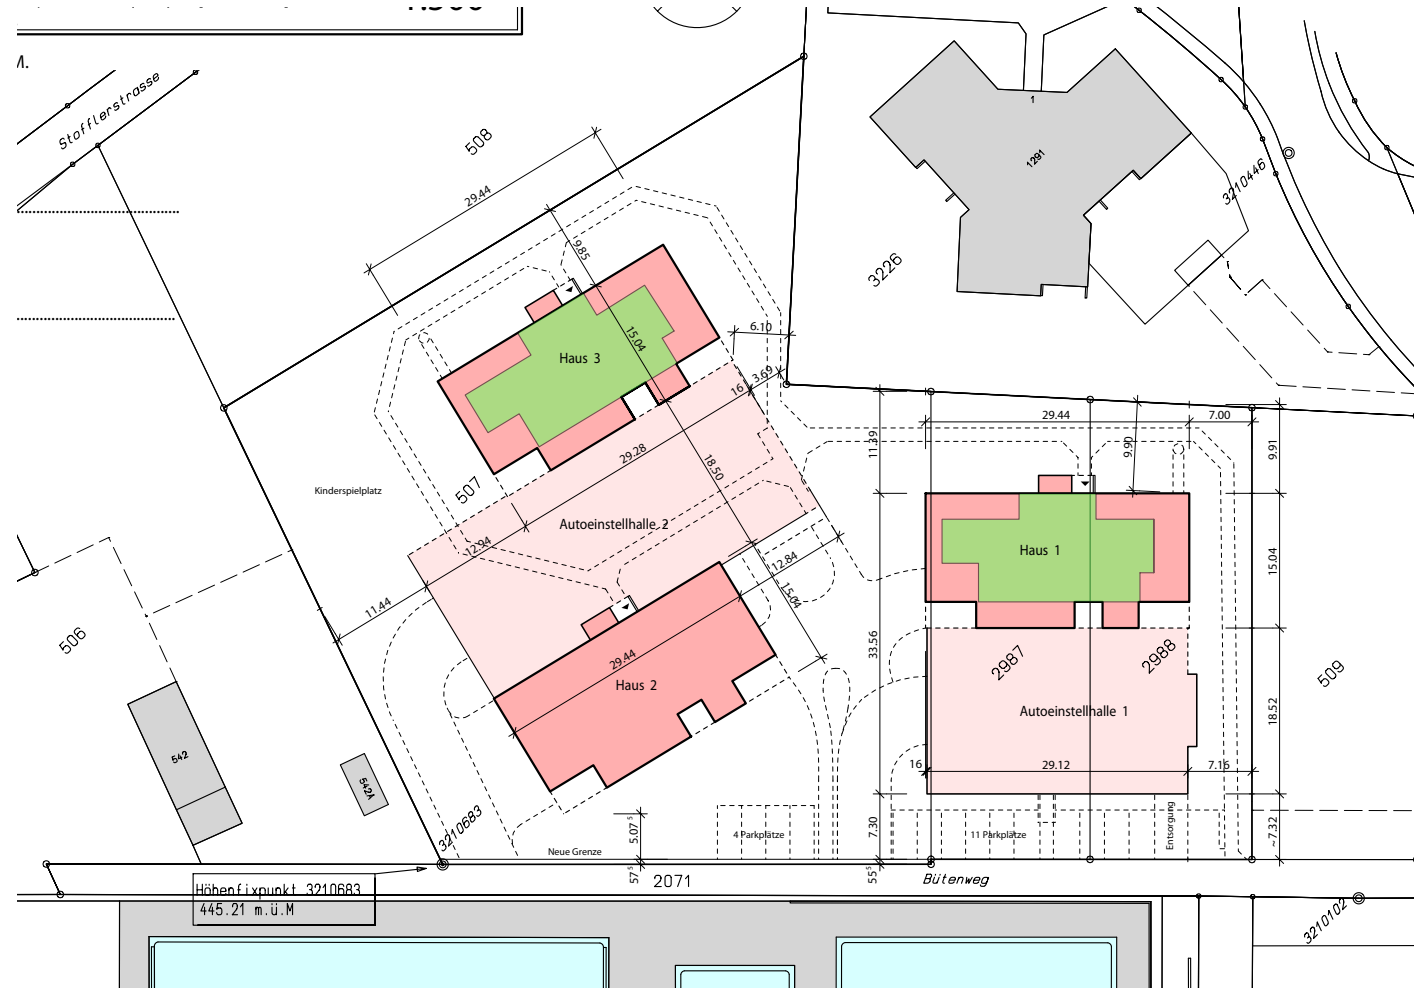 M.
Stofflerstrasse
508
29.44
9.85
1
1291
3210446
3226
Haus 3
15.04
6.10
3.69
16
29.28
18.50
507
Kinderspielplatz
Autoeinstellhalle 2
12.94
12.84
15.04
11.44
29.44
Haus 2
506
542
542A
3210683
29.44
7.00
11.39
9.90
9.91
Haus 1
15.04
33.56
2987
2988
509
Autoeinstellhalle 1
18.52
16
29.12
7.16
7.30
~7.32
5.07⁵
57⁵
55⁵
4 Parkplätze
11 Parkplätze
Entsorgung
Neue Grenze
2071
Bütenweg
Höhenfixpunkt 3210683
445.21 m.ü.M
3210102